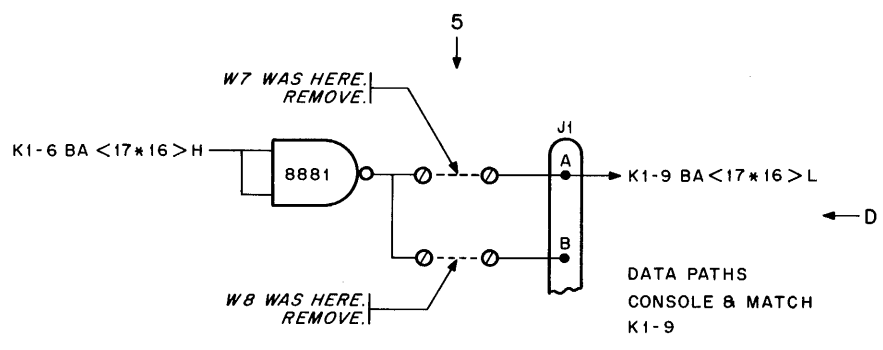 5
W7 WAS HERE.
REMOVE.
J1
K1-6 BA <17*16> H
8881
A
K1-9 BA<17*16>L
D
B
W8 WAS HERE.
REMOVE.
DATA PATHS
CONSOLE & MATCH
K1-9